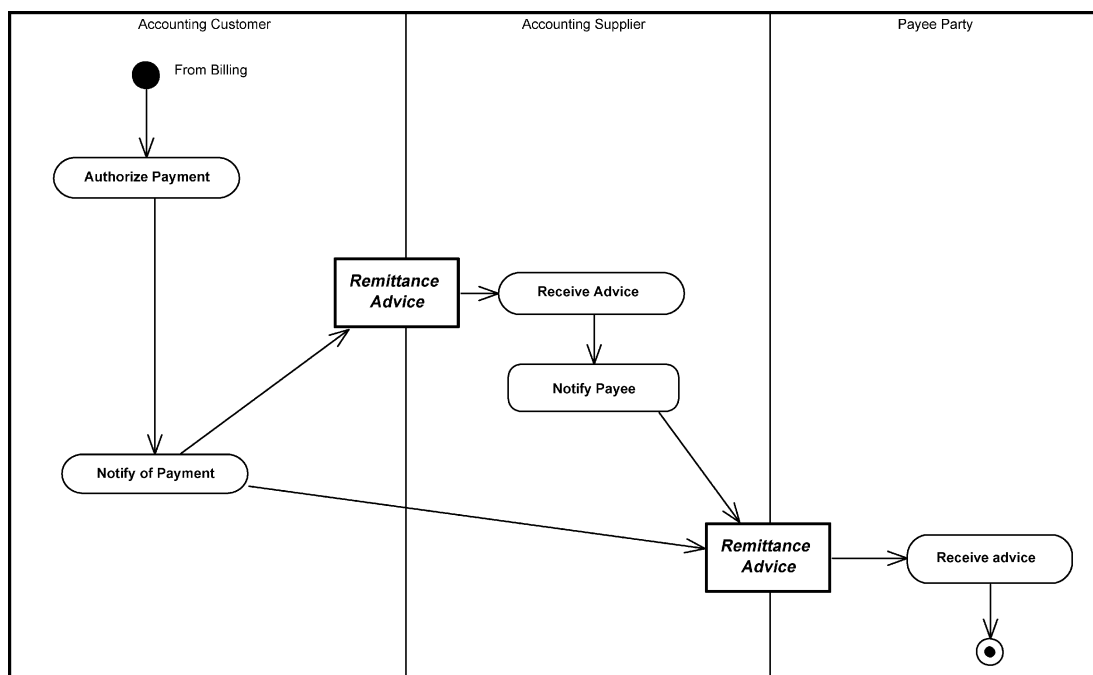 Accounting Customer
Accounting Supplier
Payee Party
From Billing
Authorize Payment
Remittance
Advice
Receive Advice
Notify Payee
Notify of Payment
Remittance
Advice
Receive advice